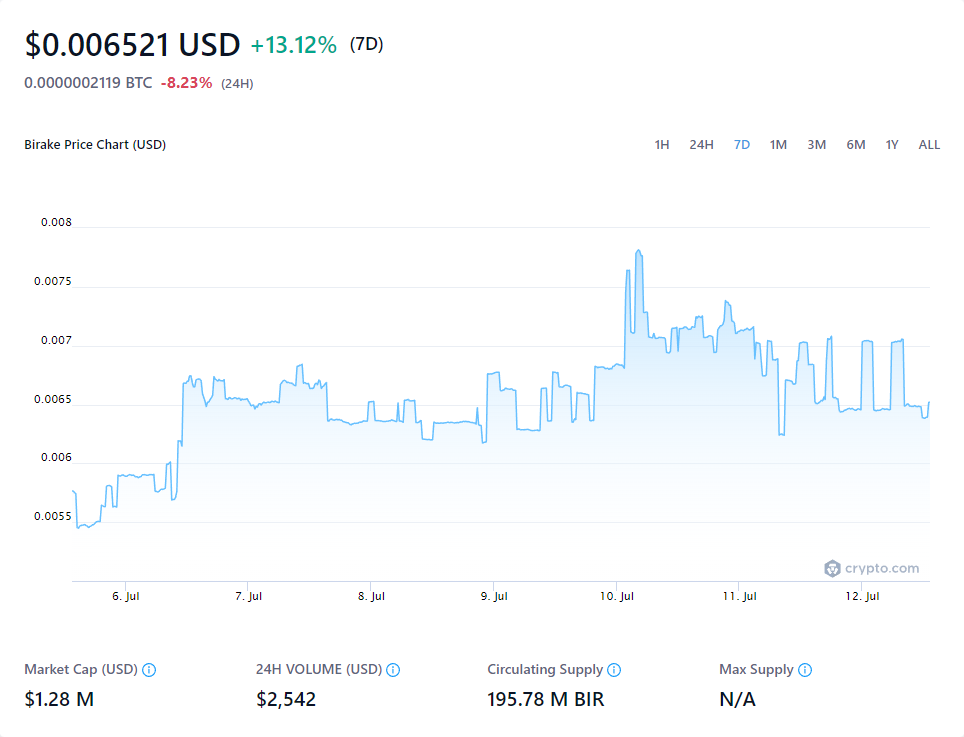 $0.006521 USD +13.12% (7D)
0.0000002119 BTC -8.23% (24H)
Birake Price Chart (USD) 1H 24H 7D 1M 3M 6M 1Y ALL
0.008
0.0075
0.007
0.0065
0.006
0.0055
crypto.com
6. Jul 7. Jul 8. Jul 9. Jul 10. Jul 11. Jul 12. Jul
Market Cap (USD) 24H VOLUME (USD) Circulating Supply Max Supply
$1.28 M $2,542 195.78 M BIR N/A